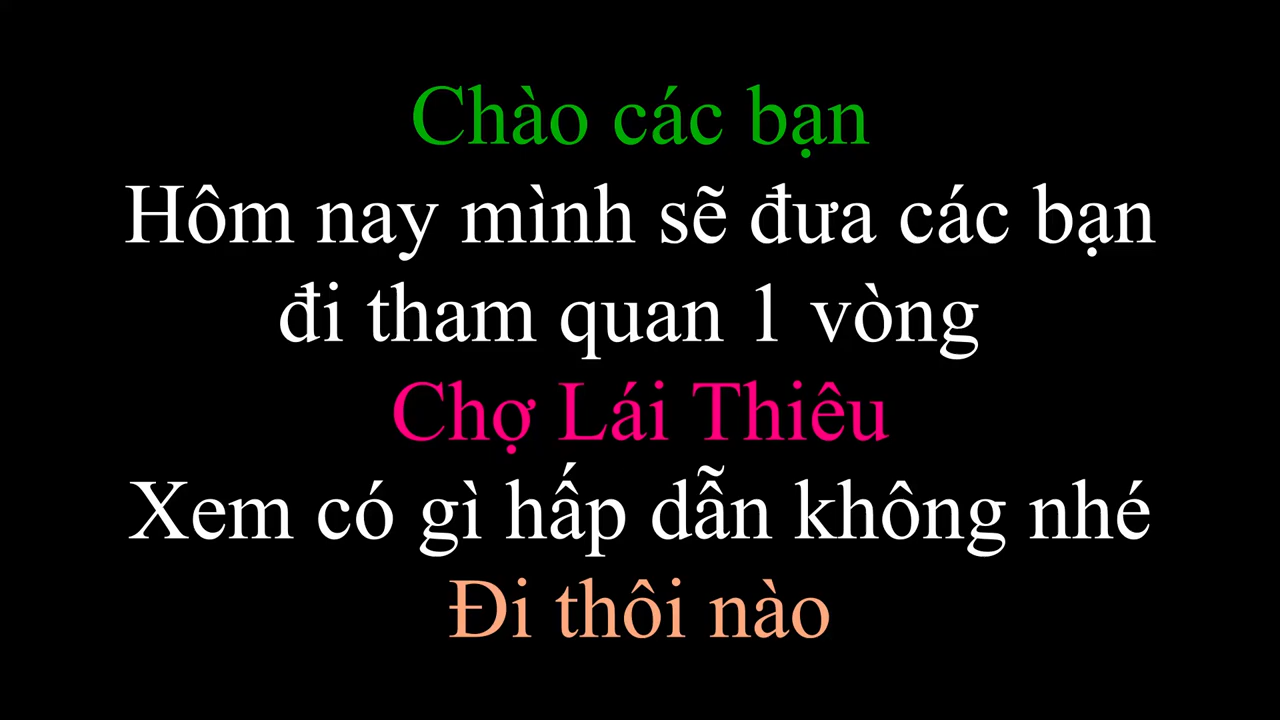 Chào các bạn
Hôm nay mình sẽ đưa các bạn
đi tham quan 1 vòng
Chợ Lái Thiêu
Xem có gì hấp dẫn không nhé
Đi thôi nào